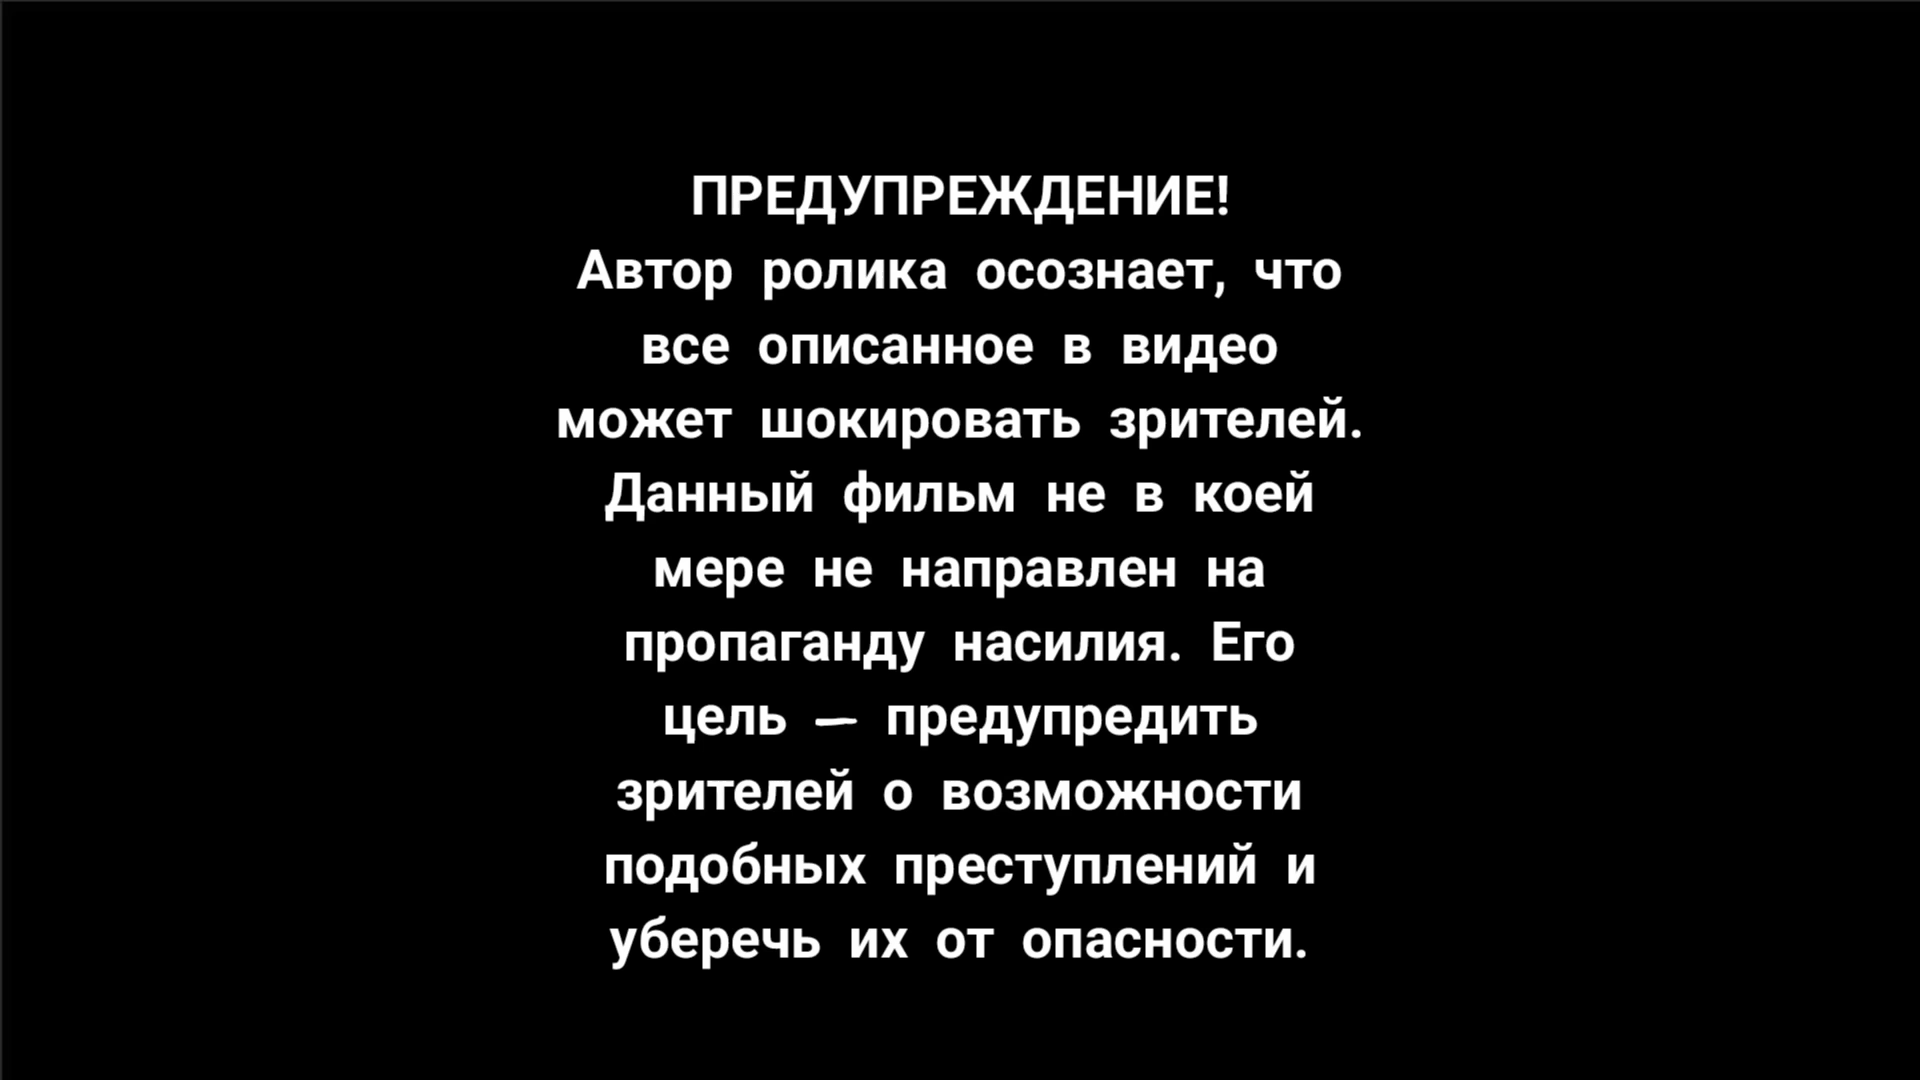 ПРЕДУПРЕЖДЕНИЕ!
Автор ролика осознает, что
все описанное в видео
может шокировать зрителей.
Данный фильм не в коей
мере не направлен на
пропаганду насилия. Его
цель — предупредить
зрителей о возможности
подобных преступлений и
уберечь их от опасности.